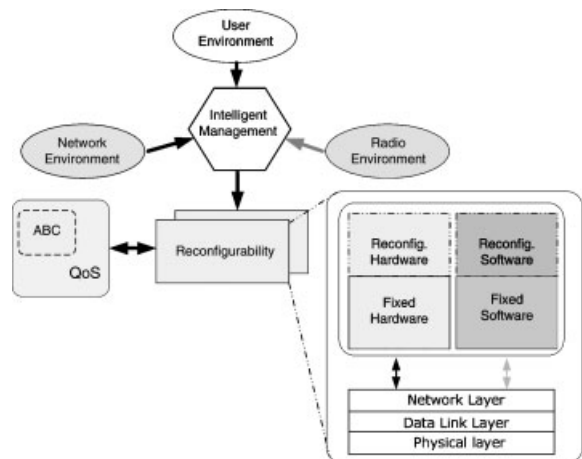 User
Environment
Intelligent
Management
Network
Environment
Radio
Environment
ABC
QoS
Reconfigurability
Reconfig.
Hardware
Reconfig.
Software
Fixed
Hardware
Fixed
Software
Network Layer
Data Link Layer
Physical layer